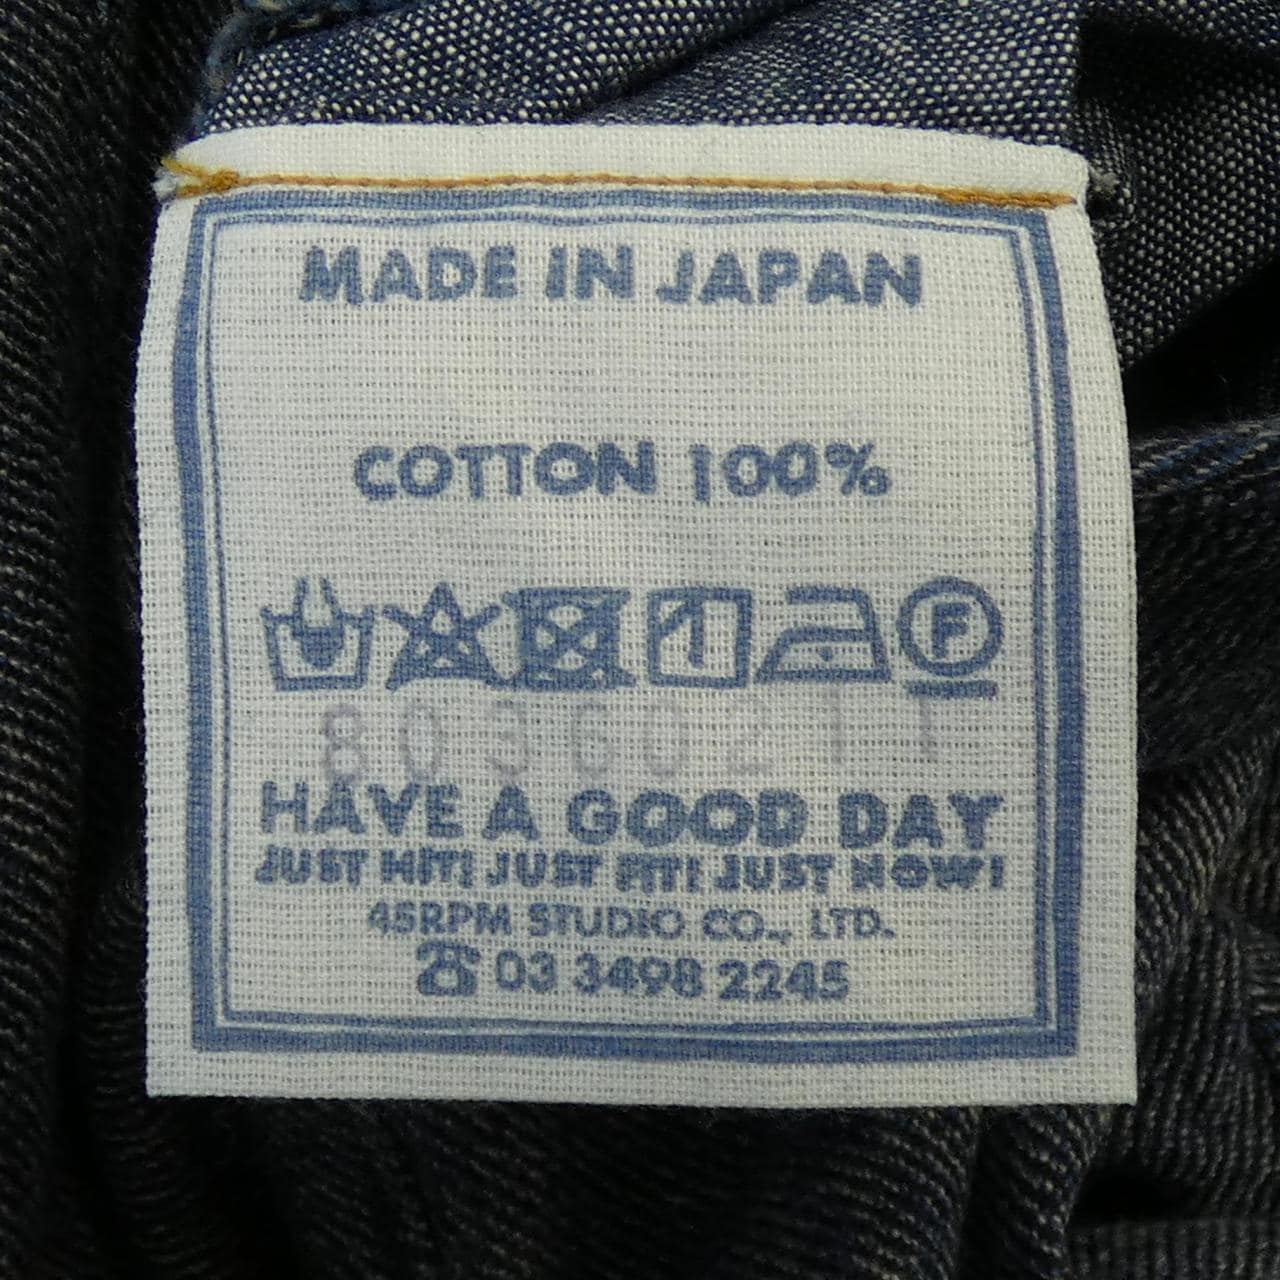 MADE IN JAPAN
COTTON 100%
F
80360211
HAVE A GOOD DAY
JUST HIT! JUST FIT! JUST NOW!
45RPM STUDIO CO., LTD.
☎ 03 3498 2245